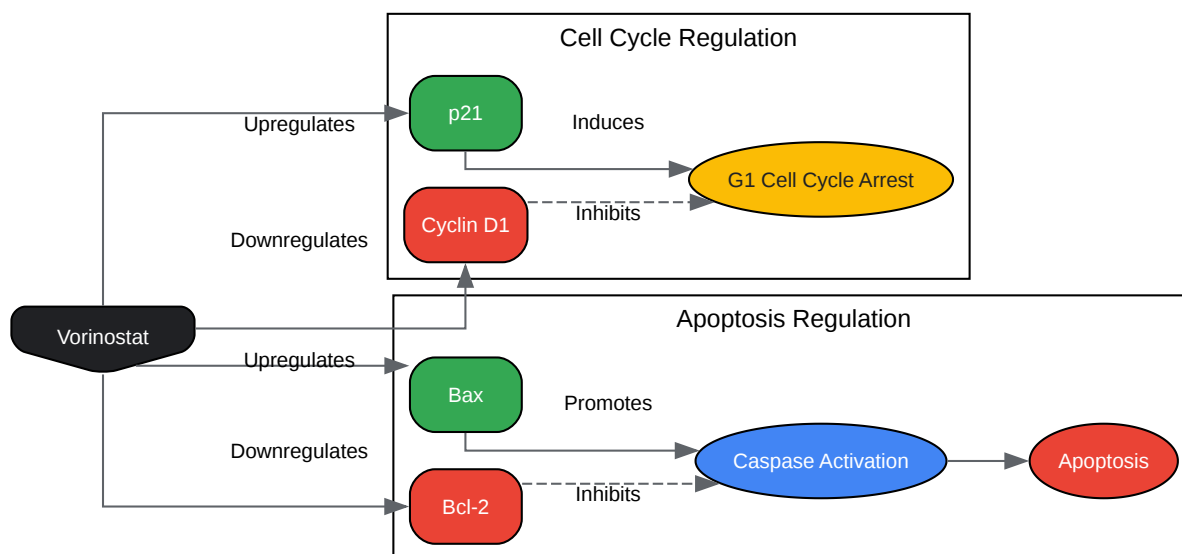 Cell Cycle Regulation
p21
Upregulates
Induces
G1 Cell Cycle Arrest
Cyclin D1
Inhibits
Downregulates
Vorinostat
Apoptosis Regulation
Upregulates
Bax
Promotes
Downregulates
Caspase Activation
Apoptosis
Inhibits
Bcl-2